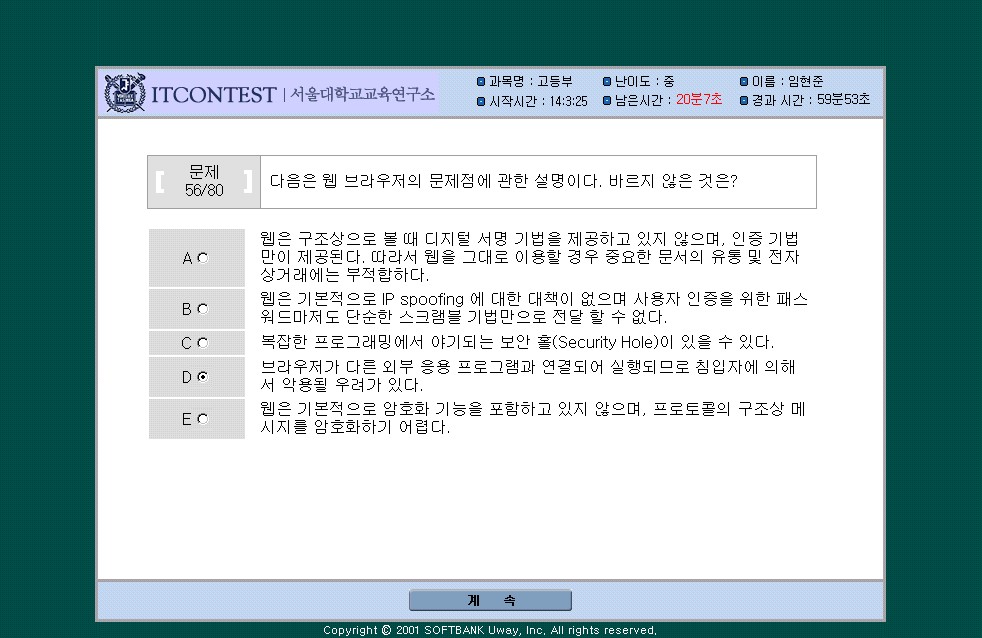 ITCONTEST | 서울대학교교육연구소
과목명 : 고등부 난이도 : 중 이름 : 임현준
시작시간 : 14:3:25 남은시간 : 20분7초 경과 시간 : 59분53초
[ 문제 56/80 ]
다음은 웹 브라우저의 문제점에 관한 설명이다. 바르지 않은 것은?
A 웹은 구조상으로 볼 때 디지털 서명 기법을 제공하고 있지 않으며, 인증 기법
만이 제공된다. 따라서 웹을 그대로 이용할 경우 중요한 문서의 유통 및 전자
상거래에는 부적합하다.
B 웹은 기본적으로 IP spoofing 에 대한 대책이 없으며 사용자 인증을 위한 패스
워드마저도 단순한 스크램블 기법만으로 전달 할 수 없다.
C 복잡한 프로그래밍에서 야기되는 보안 홀(Security Hole)이 있을 수 있다.
D 브라우저가 다른 외부 응용 프로그램과 연결되어 실행되므로 침입자에 의해
서 악용될 우려가 있다.
E 웹은 기본적으로 암호화 기능을 포함하고 있지 않으며, 프로토콜의 구조상 메
시지를 암호화하기 어렵다.
계 속
Copyright © 2001 SOFTBANK Uway, Inc, All rights reserved,